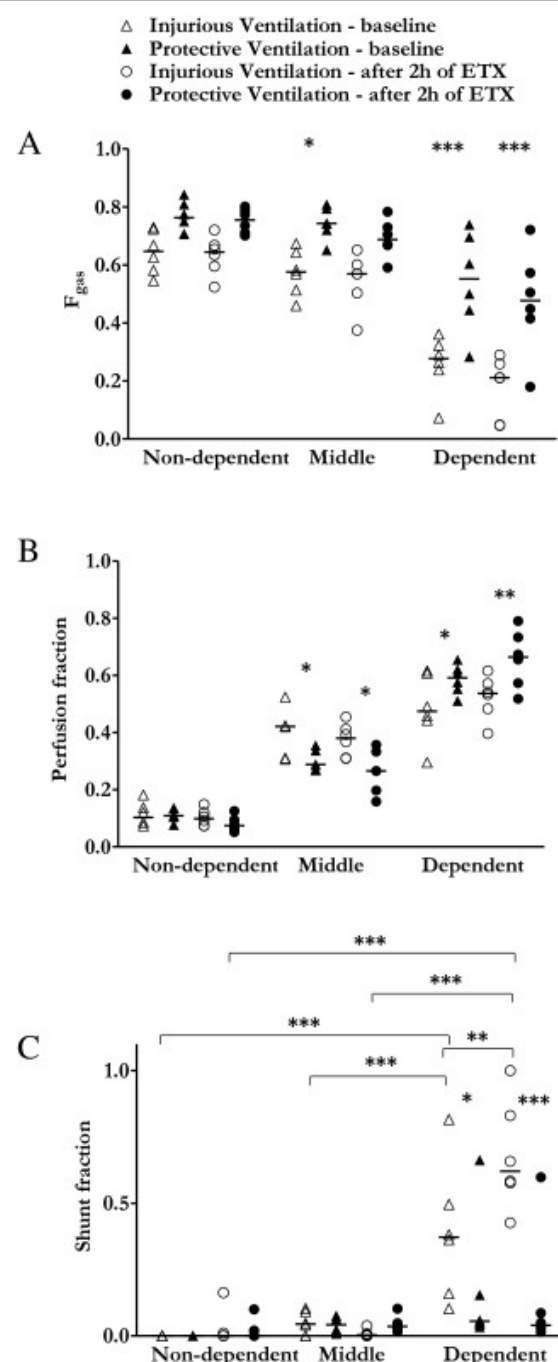 △ Injurious Ventilation - baseline
▲ Protective Ventilation - baseline
○ Injurious Ventilation - after 2h of ETX
● Protective Ventilation - after 2h of ETX
A
1.0
0.8
0.6
0.4
0.2
0.0
Fgas
* *** ***
Non-dependent Middle Dependent
B
1.0
0.8
0.6
0.4
0.2
0.0
Perfusion fraction
* * * **
Non-dependent Middle Dependent
C
***
***
*** **
***
* ***
1.0
0.5
0.0
Shunt fraction
Non-dependent Middle Dependent